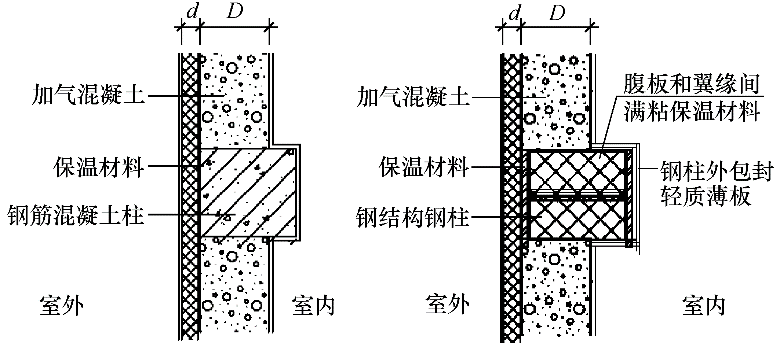 d D
加气混凝土
保温材料
钢筋混凝土柱
室外
室内
d D
加气混凝土
腹板和翼缘间
满粘保温材料
保温材料
钢柱外包封
轻质薄板
钢结构钢柱
室外
室内